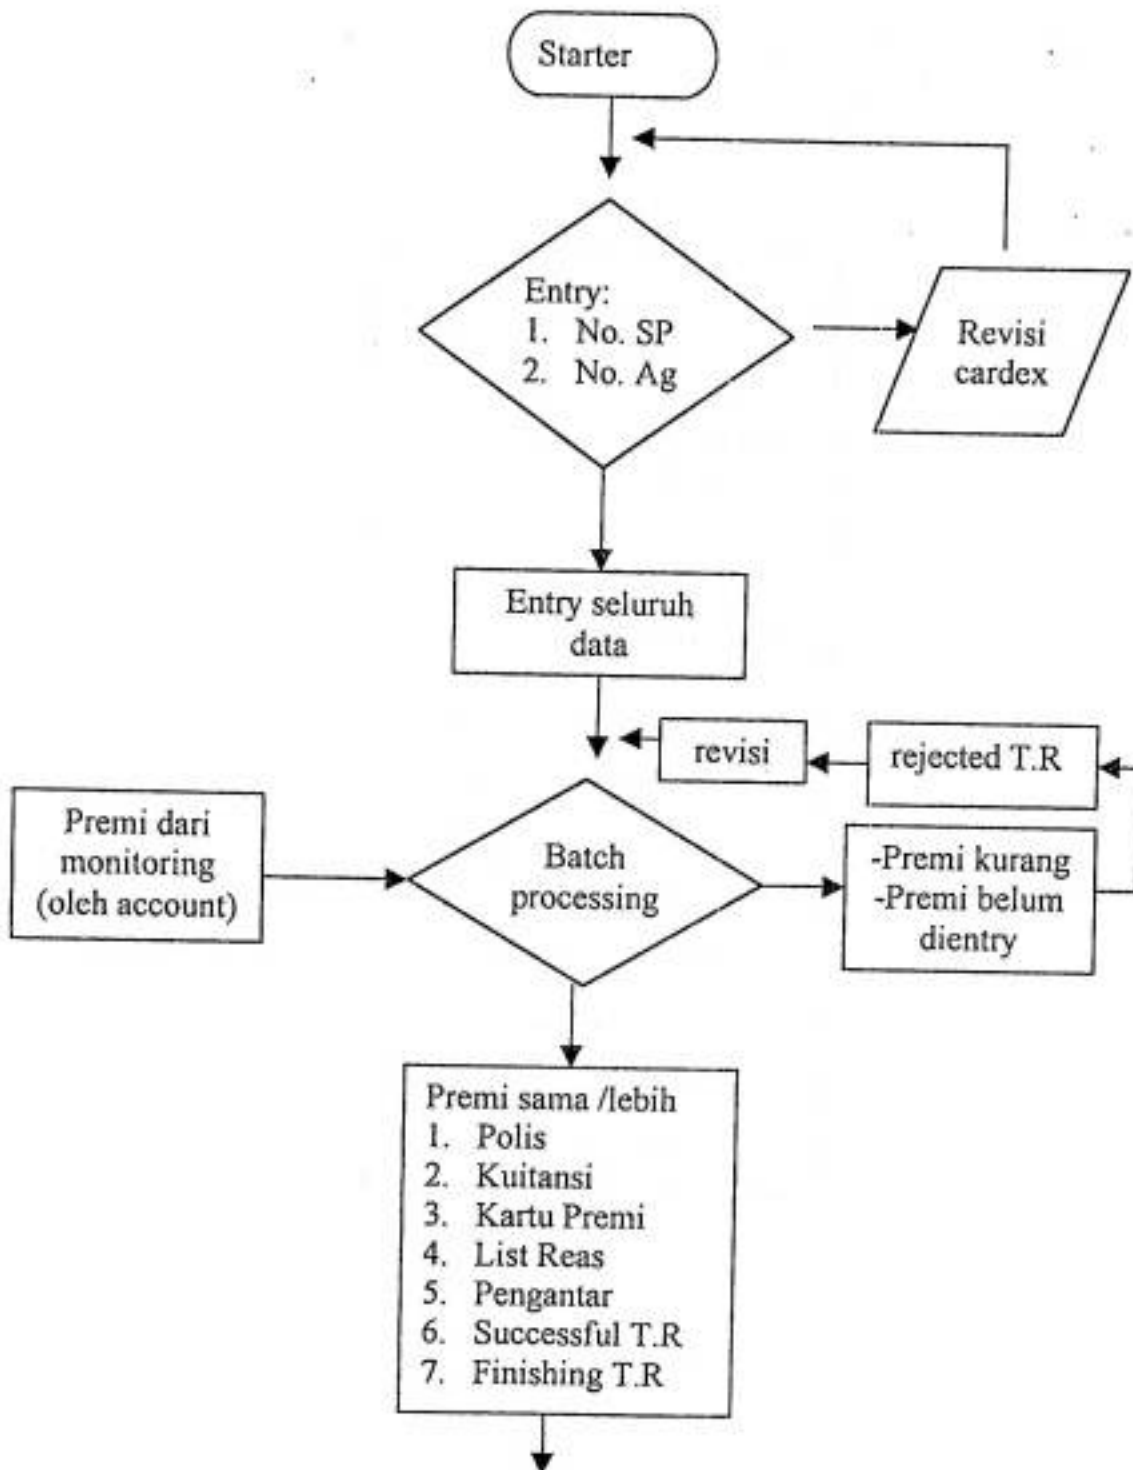 Starter
Entry:
1. No. SP
2. No. Ag
Revisi
cardex
Entry seluruh
data
revisi
rejected T.R
Premi dari
monitoring
(oleh account)
Batch
processing
-Premi kurang
-Premi belum
dientry
Premi sama /lebih
1. Polis
2. Kuitansi
3. Kartu Premi
4. List Reas
5. Pengantar
6. Successful T.R
7. Finishing T.R